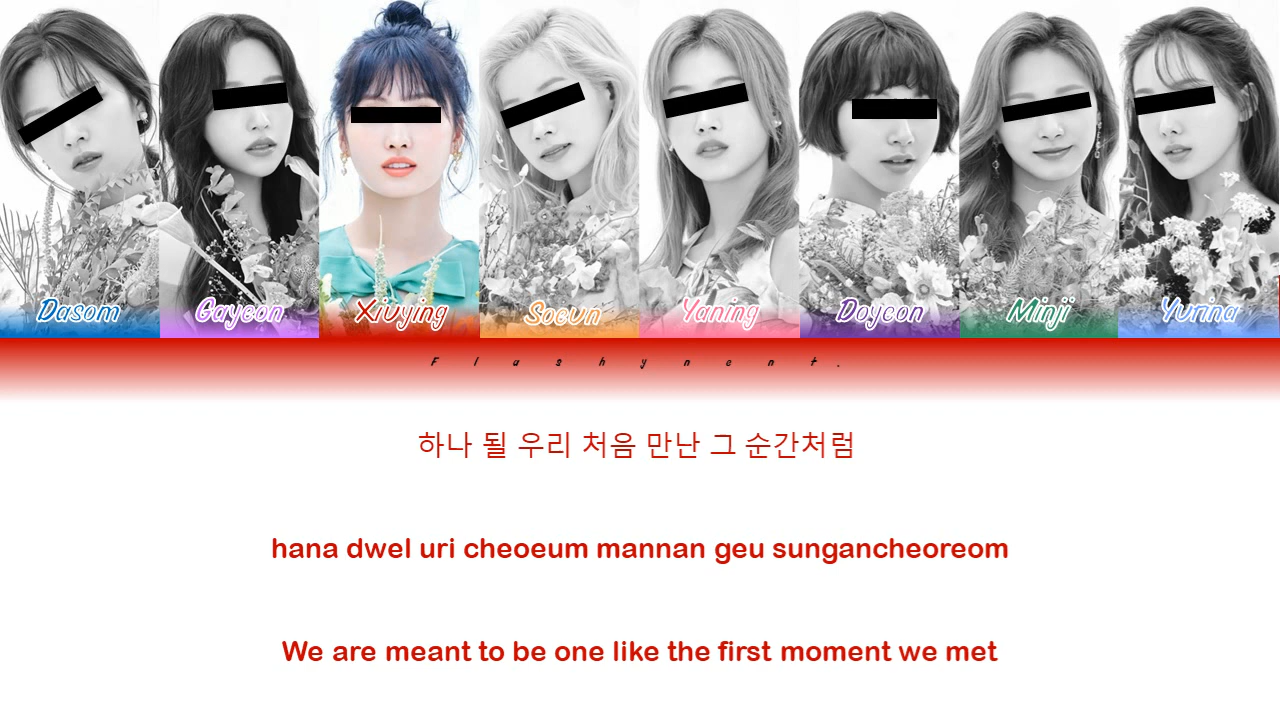 Dasom Gayeon Xiuying Soeun Yaning Doyeon Minji Yurina
Flashynent.
하나 될 우리 처음 만난 그 순간처럼
hana dwel uri cheoeum mannan geu sungancheoreom
We are meant to be one like the first moment we met